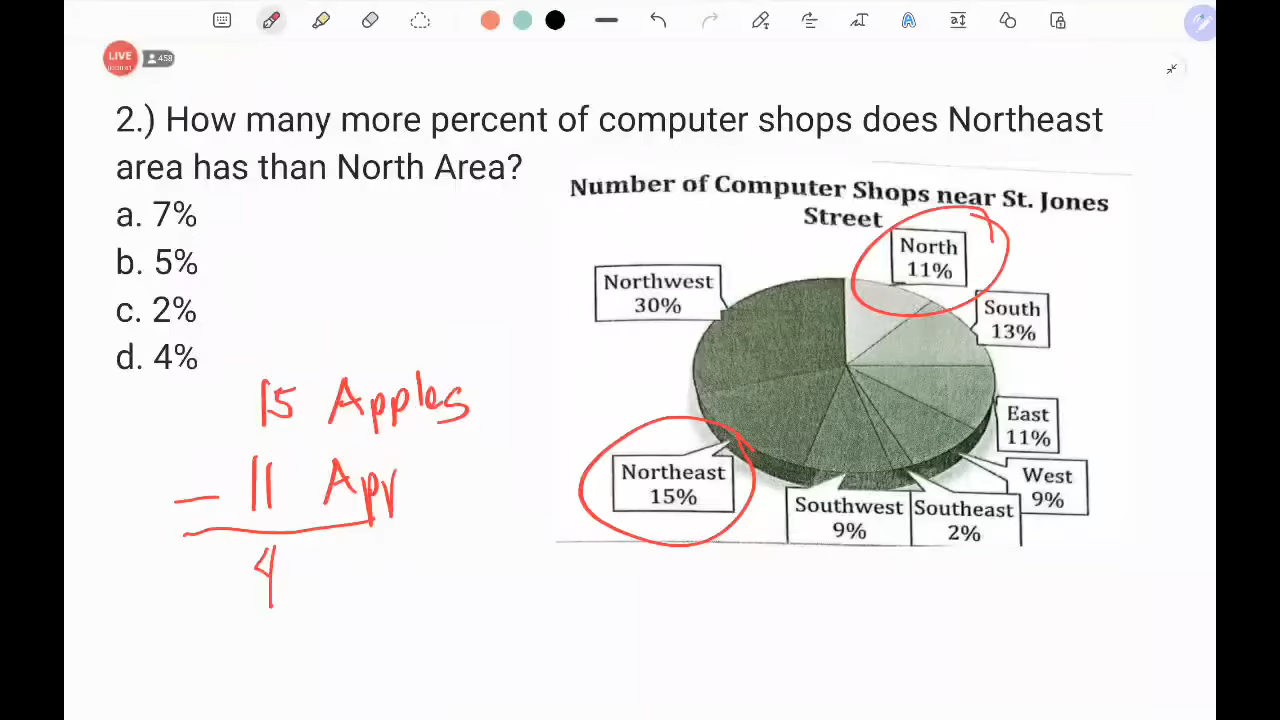 LIVE
458
2.) How many more percent of computer shops does Northeast
area has than North Area?
a. 7%
b. 5%
c. 2%
d. 4%
Number of Computer Shops near St. Jones
Street
North
11%
Northwest
30%
South
13%
East
11%
West
9%
Northeast
15%
Southwest
9%
Southeast
2%
15 Apples
- 11 App
4